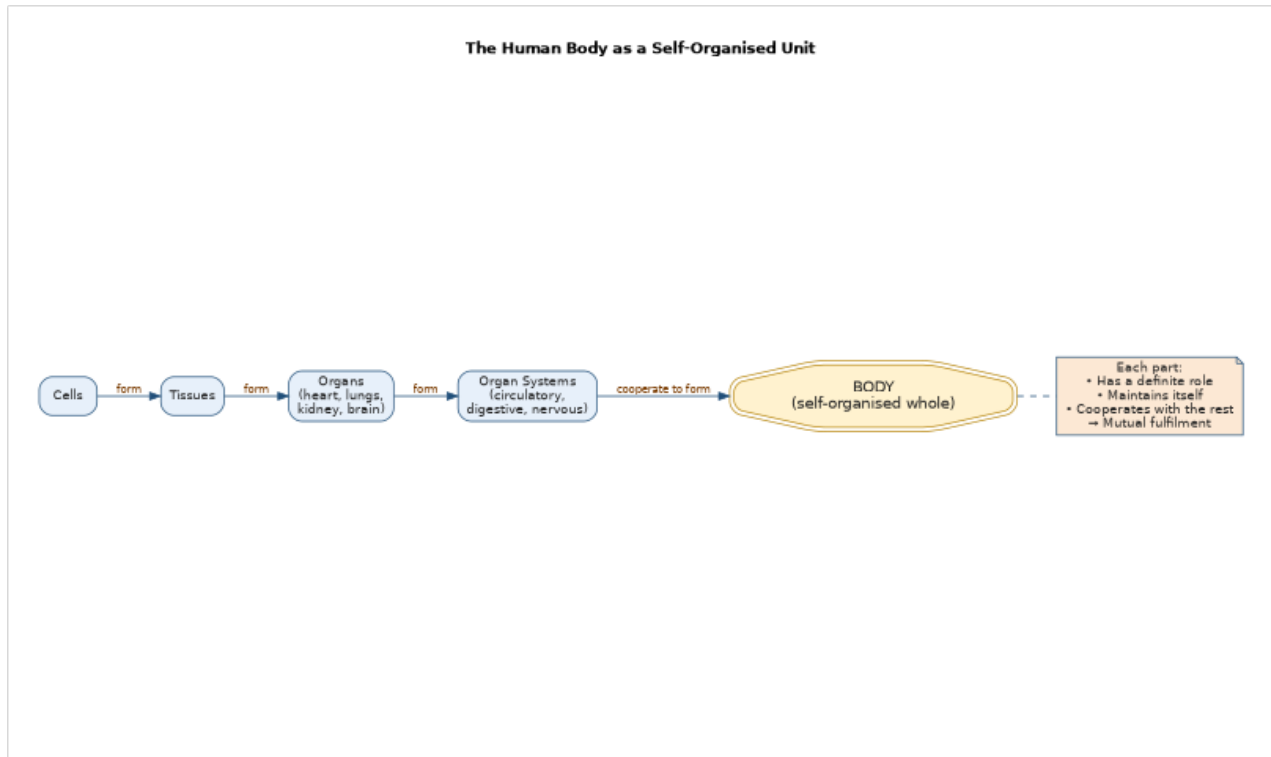 The Human Body as a Self-Organised Unit
Cells
form
Tissues
form
Organs
(heart, lungs,
kidney, brain)
form
Organ Systems
(circulatory,
digestive, nervous)
cooperate to form
BODY
(self-organised whole)
Each part:
• Has a definite role
• Maintains itself
• Cooperates with the rest
→ Mutual fulfilment